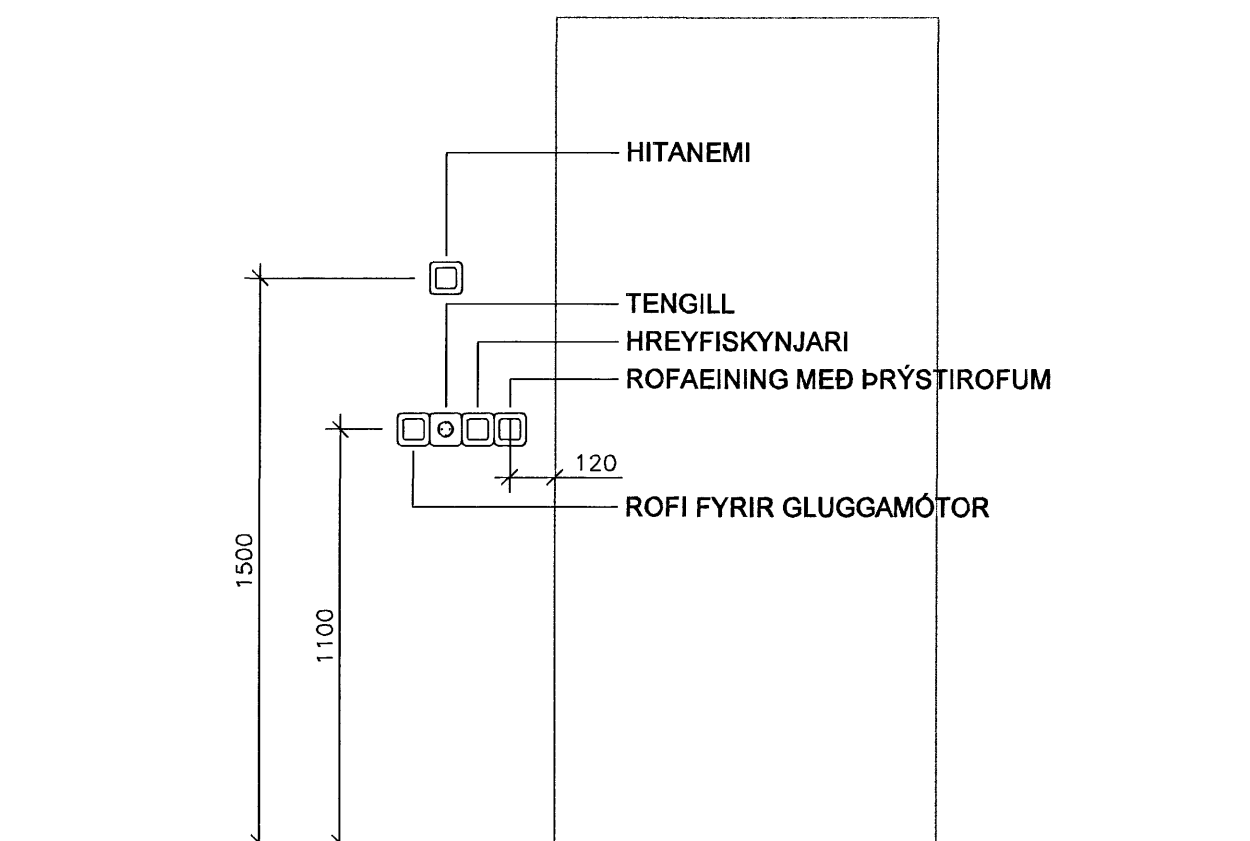 HITANEMI
TENGILL
HREYFISKYNJARI
ROFAEINING MEÐ ÞRÝSTIROFUM
120
ROFI FYRIR GLUGGAMÓTOR
1500
1100